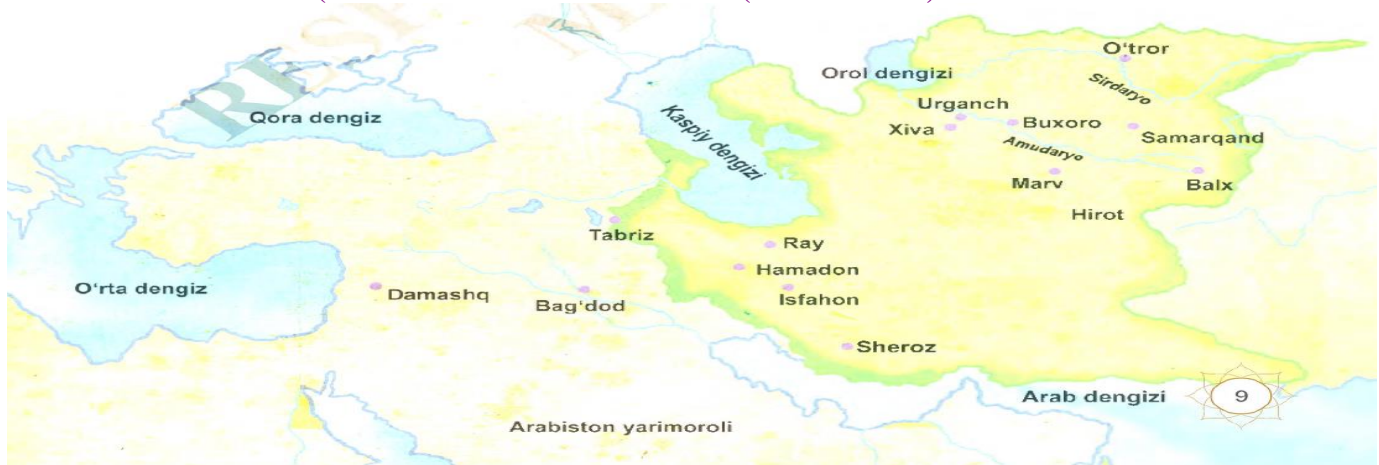 O‘tror
Orol dengizi
Sirdaryo
Urganch
Qora dengiz
Buxoro
Xiva
Samarqand
Kaspiy dengizi
Amudaryo
Marv
Balx
Hirot
Tabriz
Ray
Hamadon
O‘rta dengiz
Damashq
Isfahon
Bag‘dod
Sheroz
Arab dengizi
9
Arabiston yarimoroli